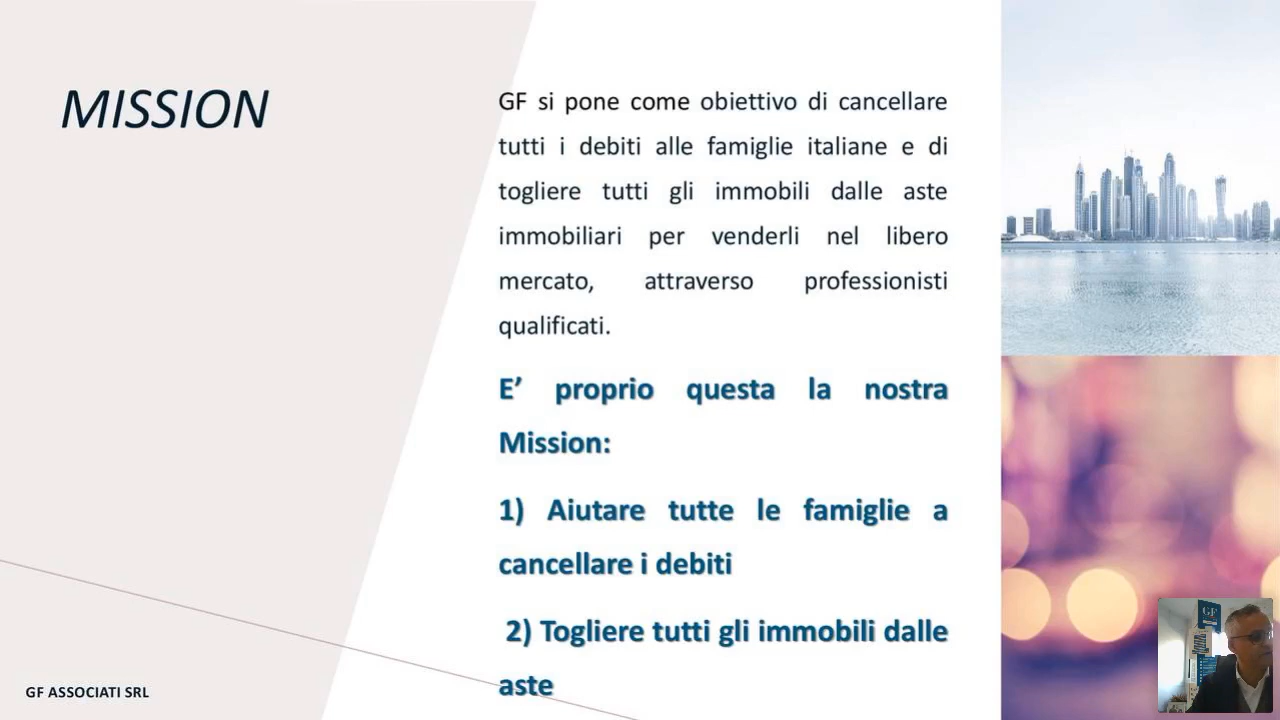 MISSION
GF si pone come obiettivo di cancellare
tutti i debiti alle famiglie italiane e di
togliere tutti gli immobili dalle aste
immobiliari per venderli nel libero
mercato, attraverso professionisti
qualificati.
E’ proprio questa la nostra
Mission:
1) Aiutare tutte le famiglie a
cancellare i debiti
2) Togliere tutti gli immobili dalle
aste
GF ASSOCIATI SRL
GF